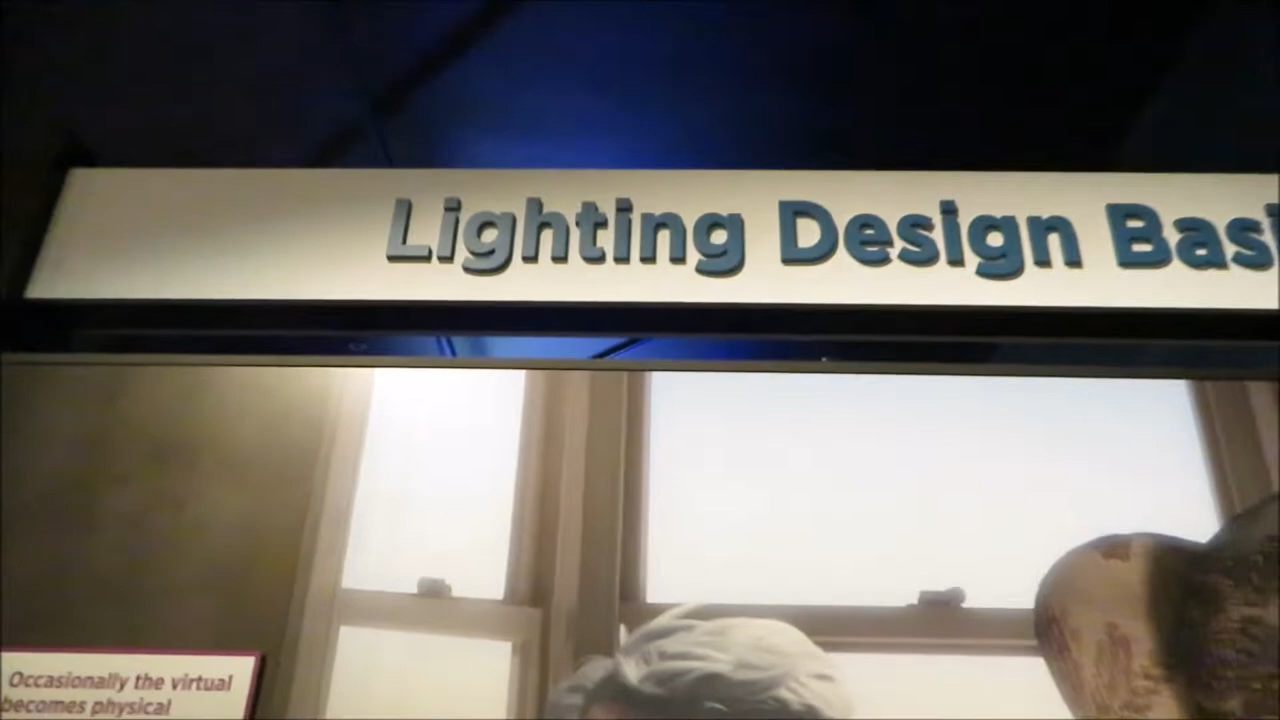 Lighting Design Basi
Occasionally the virtual
becomes physical